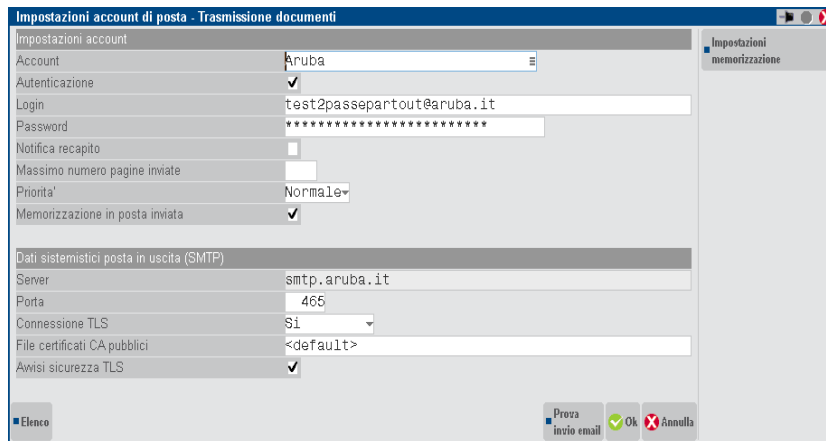 Impostazioni account di posta - Trasmissione documenti
Impostazioni account
Account Aruba
Autenticazione
Login test2passepartout@aruba.it
Password *************************
Notifica recapito
Massimo numero pagine inviate
Priorita' Normale
Memorizzazione in posta inviata
Dati sistemistici posta in uscita (SMTP)
Server smtp.aruba.it
Porta 465
Connessione TLS Si
File certificati CA pubblici <default>
Avvisi sicurezza TLS
Impostazioni
memorizzazione
Elenco
Prova
invio email
Ok
Annulla